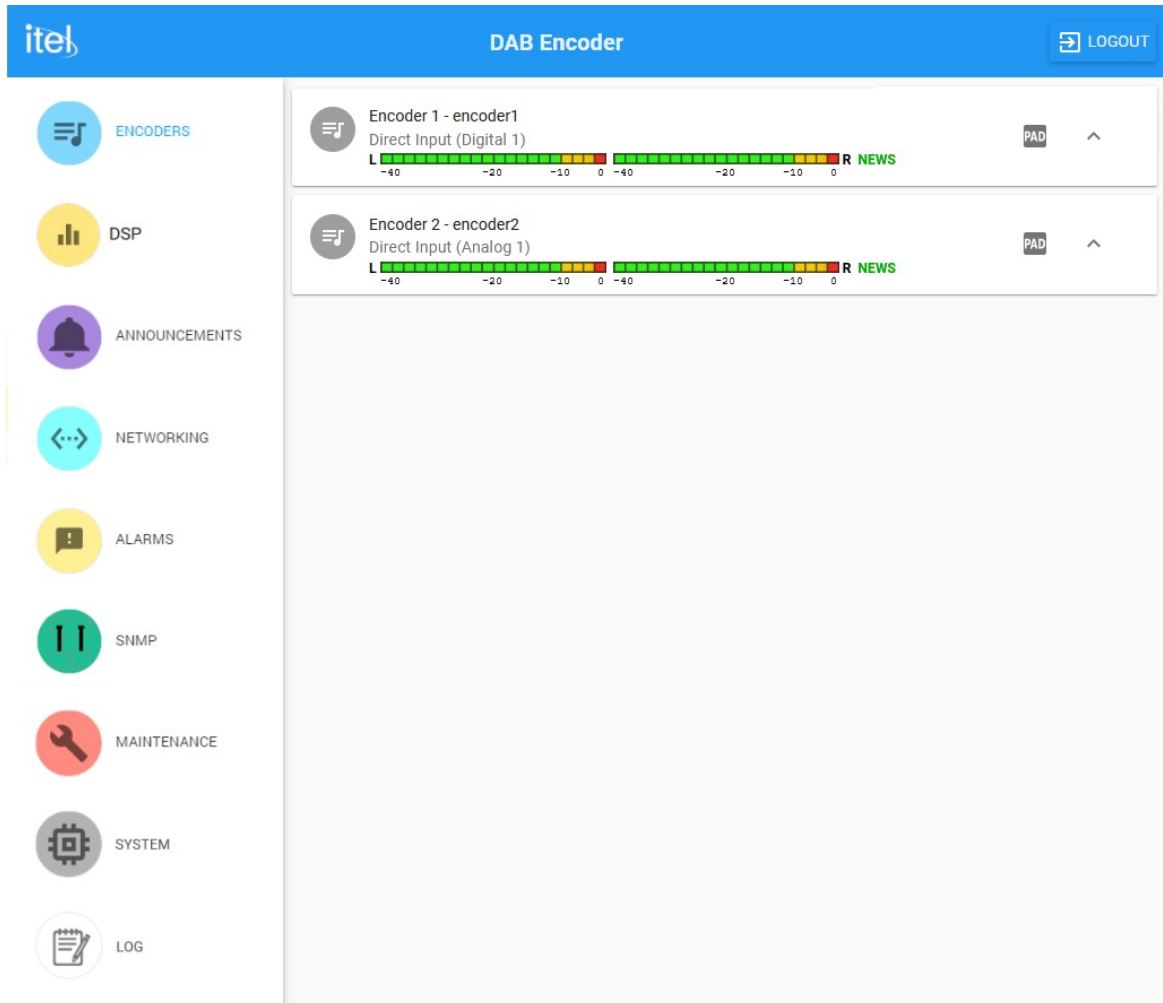 itel
DAB Encoder
LOGOUT
ENCODERS
DSP
ANNOUNCEMENTS
NETWORKING
ALARMS
SNMP
MAINTENANCE
SYSTEM
LOG
Encoder 1 - encoder1
Direct Input (Digital 1)
PAD
L R NEWS
-40 -20 -10 0 -40 -20 -10 0
Encoder 2 - encoder2
Direct Input (Analog 1)
PAD
L R NEWS
-40 -20 -10 0 -40 -20 -10 0